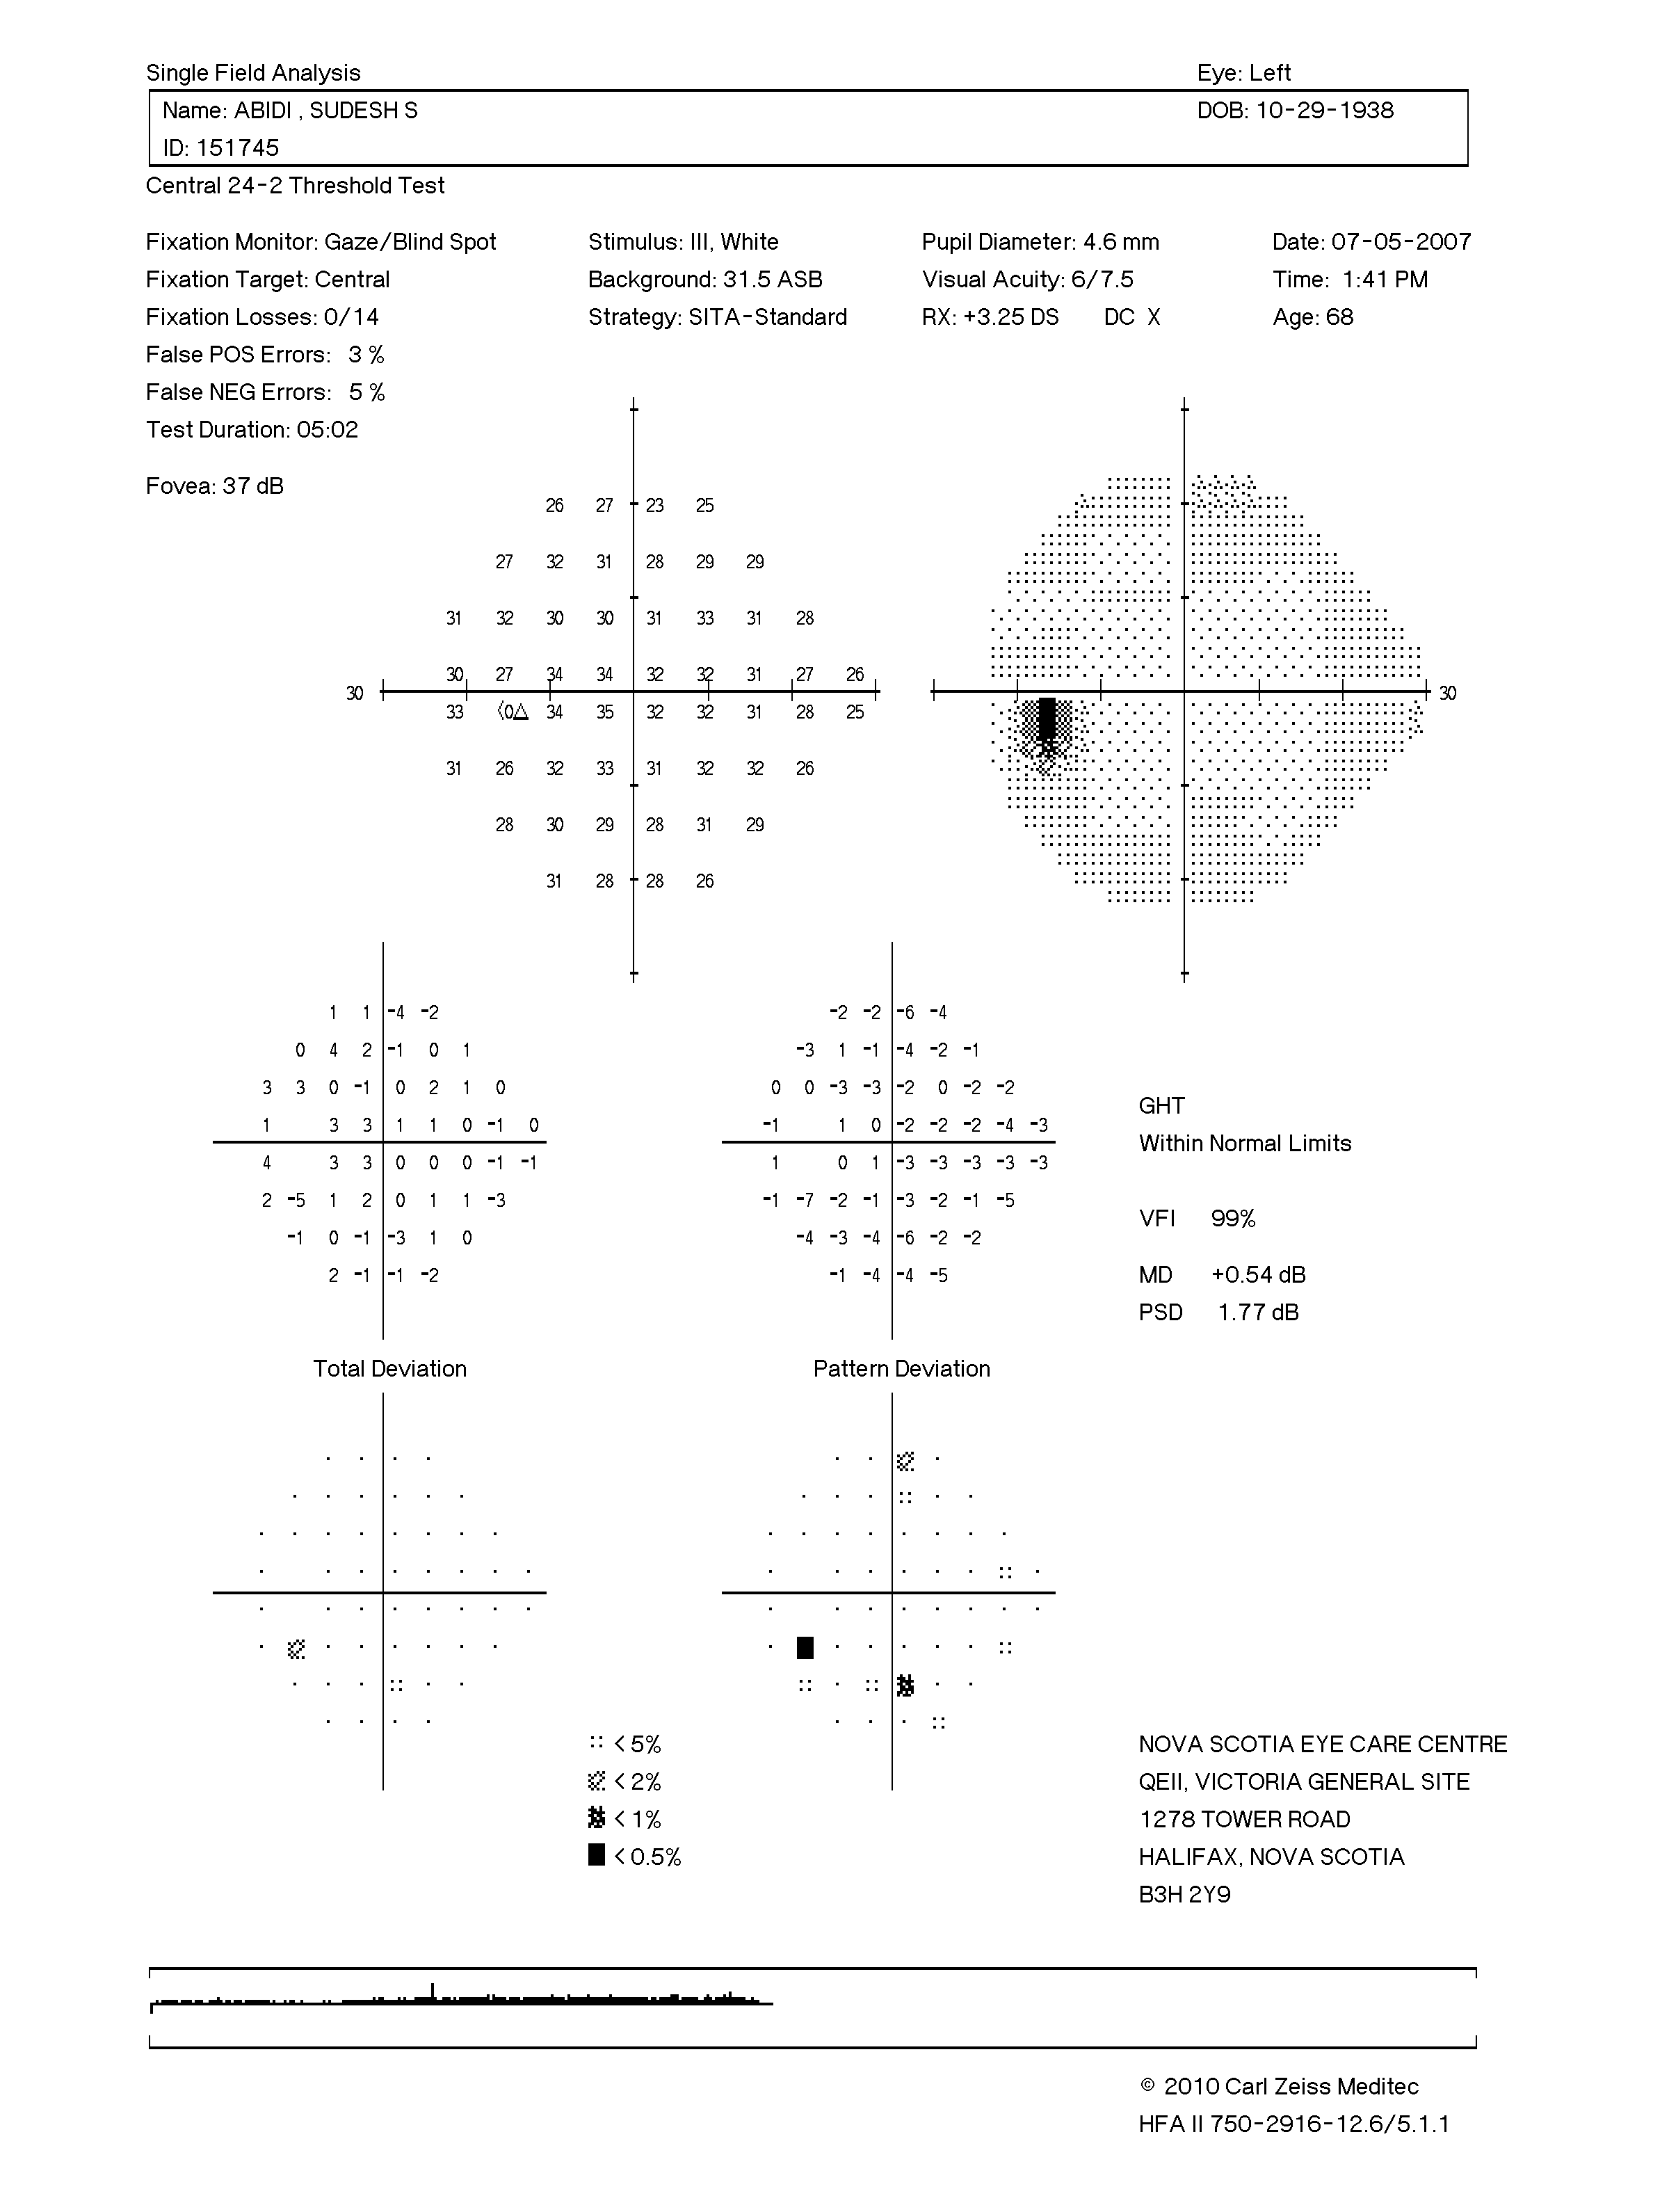 Single Field Analysis Eye: Left
Name: ABIDI , SUDESH S DOB: 10-29-1938
ID: 151745
Central 24-2 Threshold Test
Fixation Monitor: Gaze/Blind Spot Stimulus: III, White Pupil Diameter: 4.6 mm Date: 07-05-2007
Fixation Target: Central Background: 31.5 ASB Visual Acuity: 6/7.5 Time: 1:41 PM
Fixation Losses: 0/14 Strategy: SITA-Standard RX: +3.25 DS DC X Age: 68
False POS Errors: 3 %
False NEG Errors: 5 %
Test Duration: 05:02
Fovea: 37 dB
26 27 23 25
27 32 31 28 29 29
31 32 30 30 31 33 31 28
30 27 34 34 32 32 31 27 26
30 30
33 <0△ 34 35 32 32 31 28 25
31 26 32 33 31 32 32 26
28 30 29 28 31 29
31 28 28 26
1 1 -4 -2 -2 -2 -6 -4
0 4 2 -1 0 1 -3 1 -1 -4 -2 -1
3 3 0 -1 0 2 1 0 0 0 -3 -3 -2 0 -2 -2
1 3 3 1 1 0 -1 0 -1 1 0 -2 -2 -2 -4 -3
4 3 3 0 0 0 -1 -1 1 0 1 -3 -3 -3 -3 -3
2 -5 1 2 0 1 1 -3 -1 -7 -2 -1 -3 -2 -1 -5
-1 0 -1 -3 1 0 -4 -3 -4 -6 -2 -2
2 -1 -1 -2 -1 -4 -4 -5
GHT
Within Normal Limits
VFI 99%
MD +0.54 dB
PSD 1.77 dB
Total Deviation Pattern Deviation
< 5%
< 2%
< 1%
< 0.5%
NOVA SCOTIA EYE CARE CENTRE
QEII, VICTORIA GENERAL SITE
1278 TOWER ROAD
HALIFAX, NOVA SCOTIA
B3H 2Y9
© 2010 Carl Zeiss Meditec
HFA II 750-2916-12.6/5.1.1